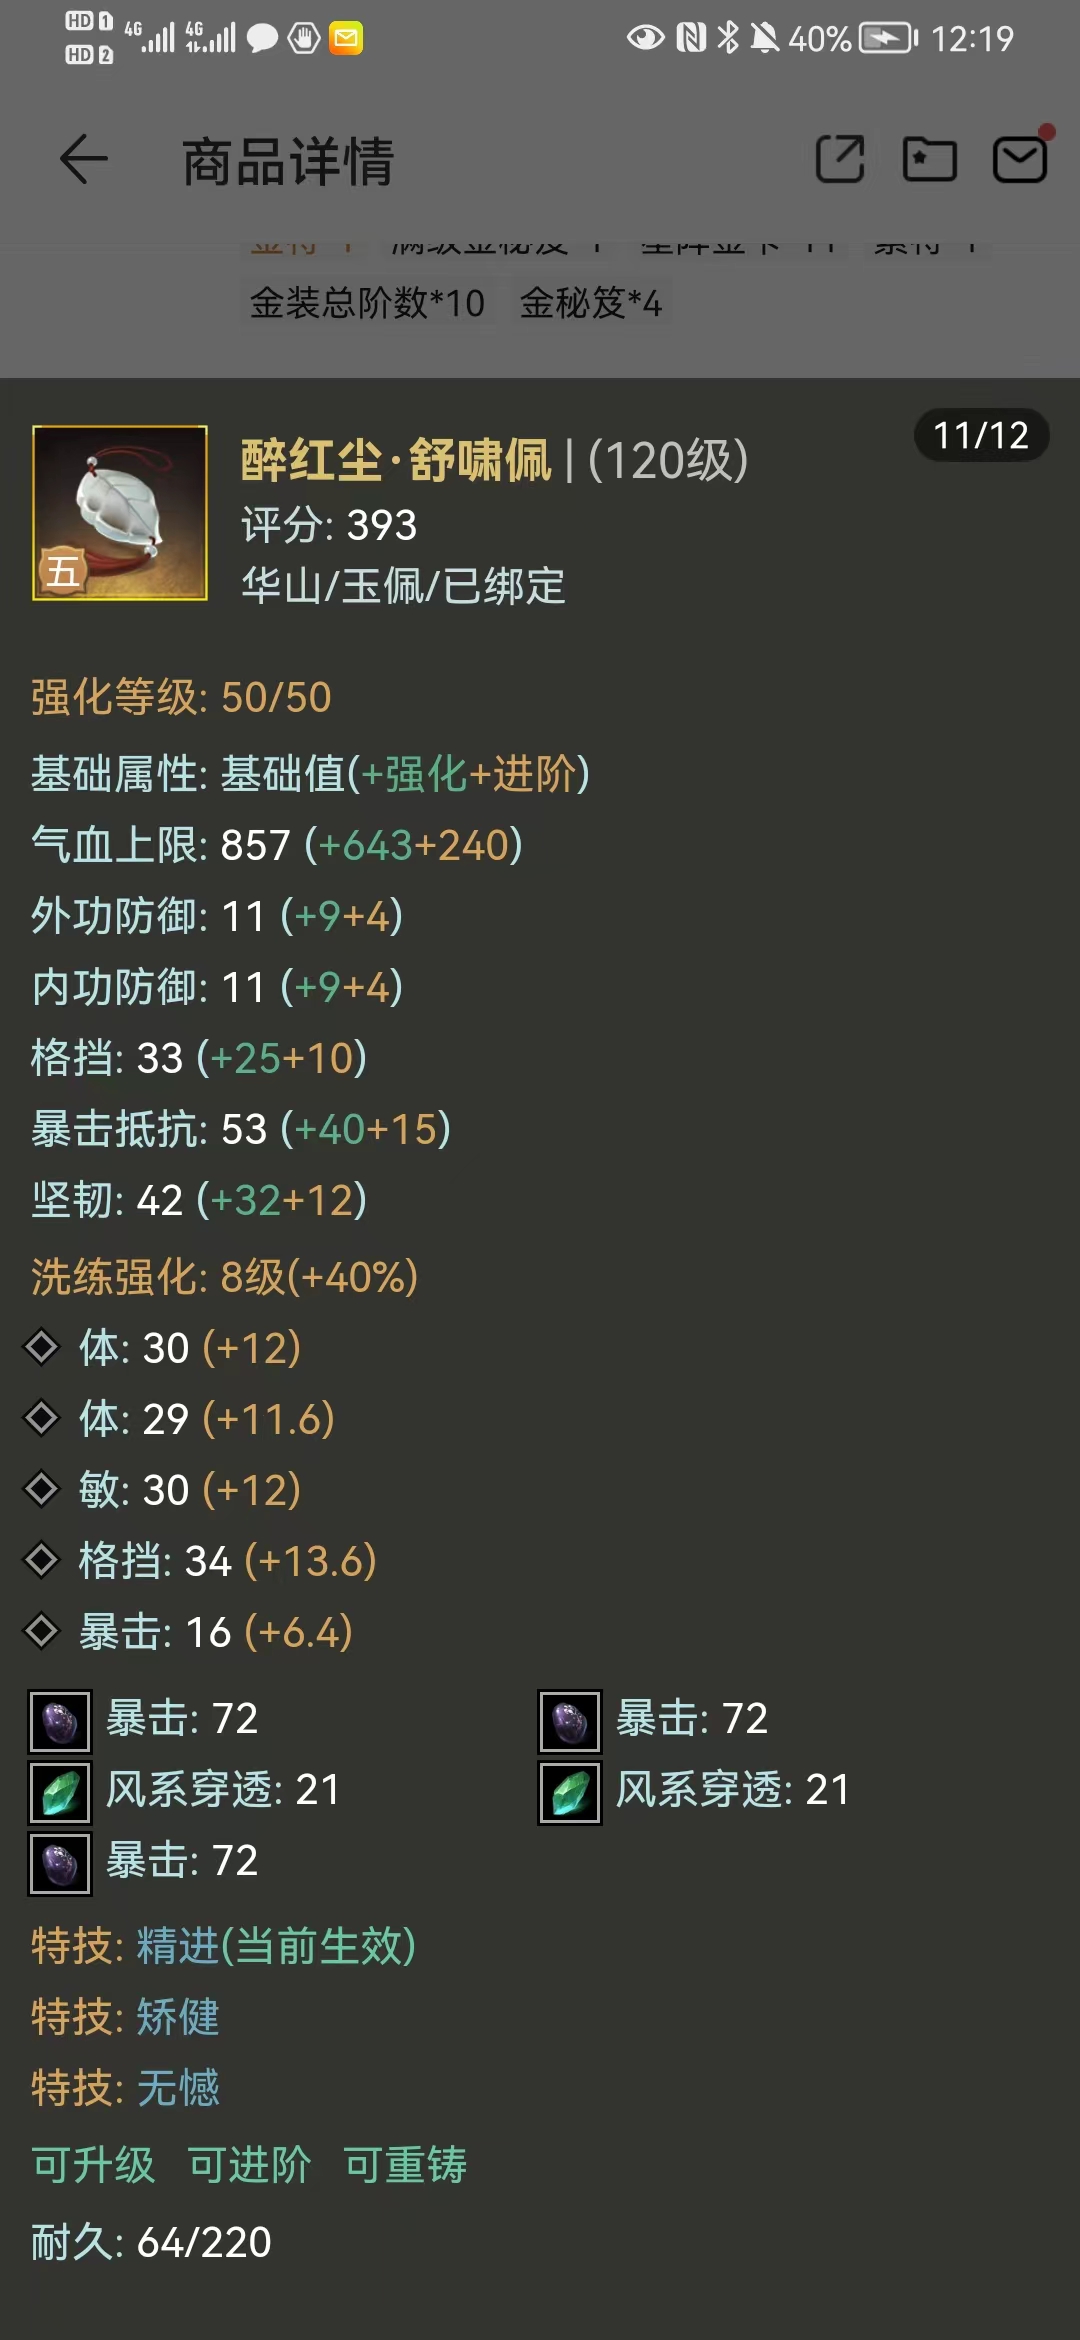 HD 1 4G 4G 40% 12:19
HD 2
商品详情
金装总阶数*10 金秘笈*4
11/12
醉红尘·舒啸佩 | (120级)
评分: 393
五
华山/玉佩/已绑定
强化等级: 50/50
基础属性: 基础值(+强化+进阶)
气血上限: 857 (+643+240)
外功防御: 11 (+9+4)
内功防御: 11 (+9+4)
格挡: 33 (+25+10)
暴击抵抗: 53 (+40+15)
坚韧: 42 (+32+12)
洗练强化: 8级(+40%)
体: 30 (+12)
体: 29 (+11.6)
敏: 30 (+12)
格挡: 34 (+13.6)
暴击: 16 (+6.4)
暴击: 72 暴击: 72
风系穿透: 21 风系穿透: 21
暴击: 72
特技: 精进(当前生效)
特技: 矫健
特技: 无憾
可升级 可进阶 可重铸
耐久: 64/220